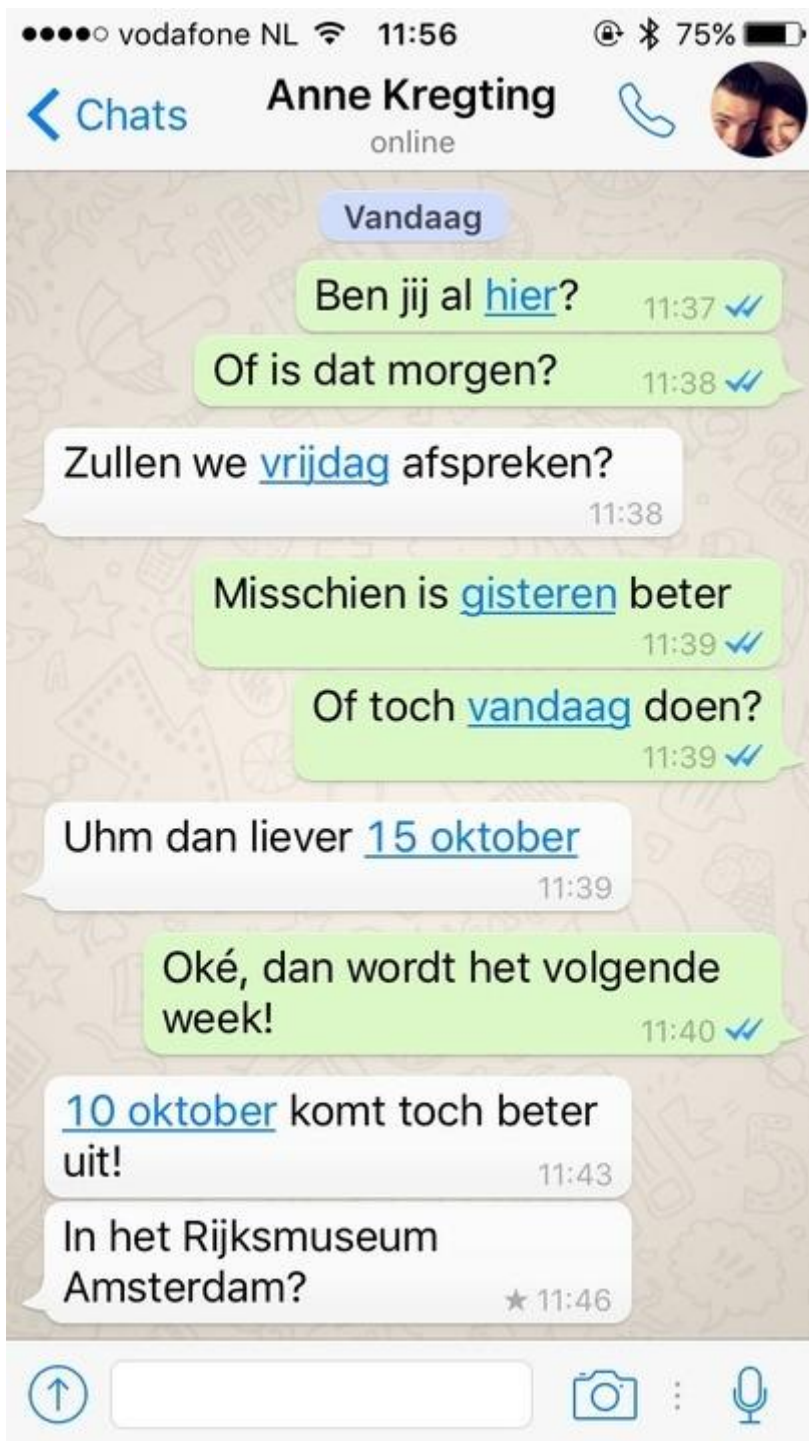 vodafone NL 11:56 75%
Chats Anne Kregting
online
Vandaag
Ben jij al hier? 11:37
Of is dat morgen? 11:38
Zullen we vrijdag afspreken?
11:38
Misschien is gisteren beter
11:39
Of toch vandaag doen?
11:39
Uhm dan liever 15 oktober
11:39
Oké, dan wordt het volgende
week! 11:40
10 oktober komt toch beter
uit! 11:43
In het Rijksmuseum
Amsterdam? 11:46